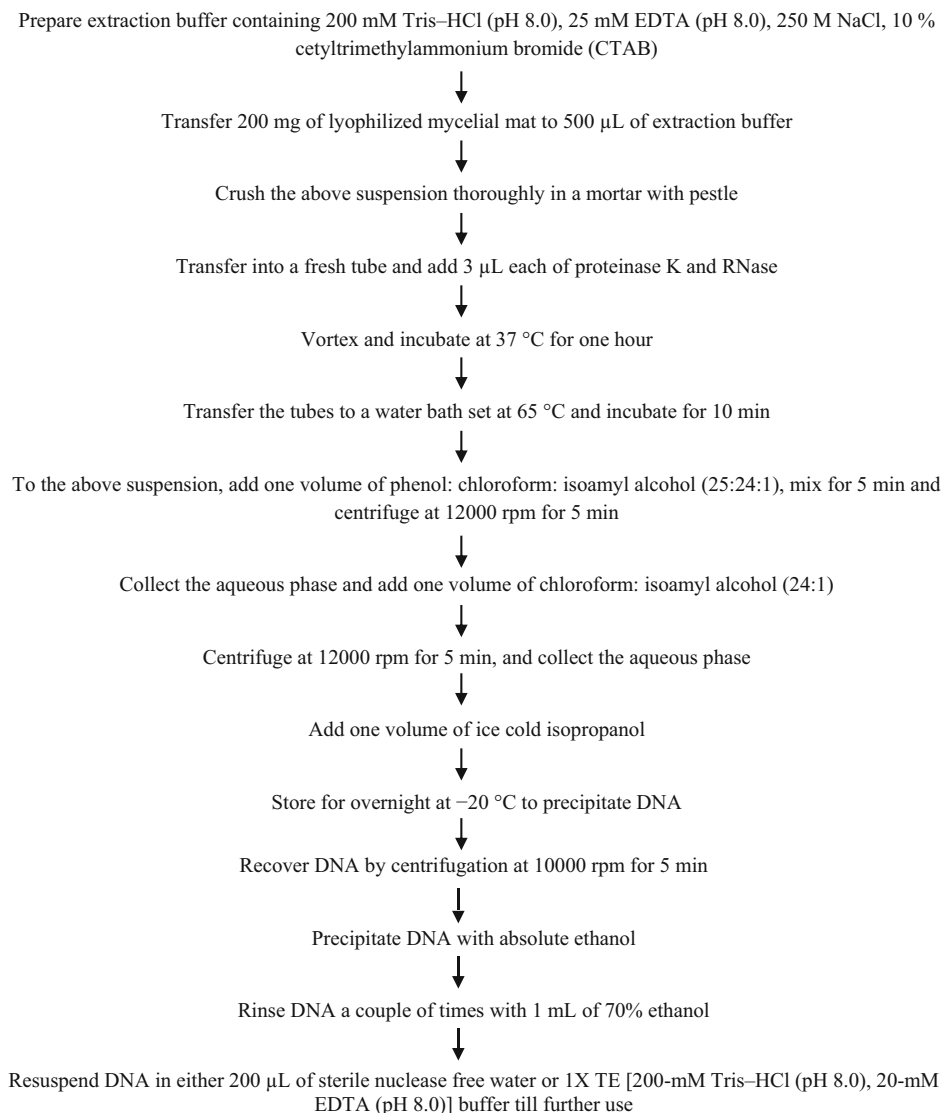 Prepare extraction buffer containing 200 mM Tris–HCl (pH 8.0), 25 mM EDTA (pH 8.0), 250 M NaCl, 10 %
cetyltrimethylammonium bromide (CTAB)
Transfer 200 mg of lyophilized mycelial mat to 500 µL of extraction buffer
Crush the above suspension thoroughly in a mortar with pestle
Transfer into a fresh tube and add 3 µL each of proteinase K and RNase
Vortex and incubate at 37 °C for one hour
Transfer the tubes to a water bath set at 65 °C and incubate for 10 min
To the above suspension, add one volume of phenol: chloroform: isoamyl alcohol (25:24:1), mix for 5 min and
centrifuge at 12000 rpm for 5 min
Collect the aqueous phase and add one volume of chloroform: isoamyl alcohol (24:1)
Centrifuge at 12000 rpm for 5 min, and collect the aqueous phase
Add one volume of ice cold isopropanol
Store for overnight at −20 °C to precipitate DNA
Recover DNA by centrifugation at 10000 rpm for 5 min
Precipitate DNA with absolute ethanol
Rinse DNA a couple of times with 1 mL of 70% ethanol
Resuspend DNA in either 200 µL of sterile nuclease free water or 1X TE [200-mM Tris–HCl (pH 8.0), 20-mM
EDTA (pH 8.0)] buffer till further use